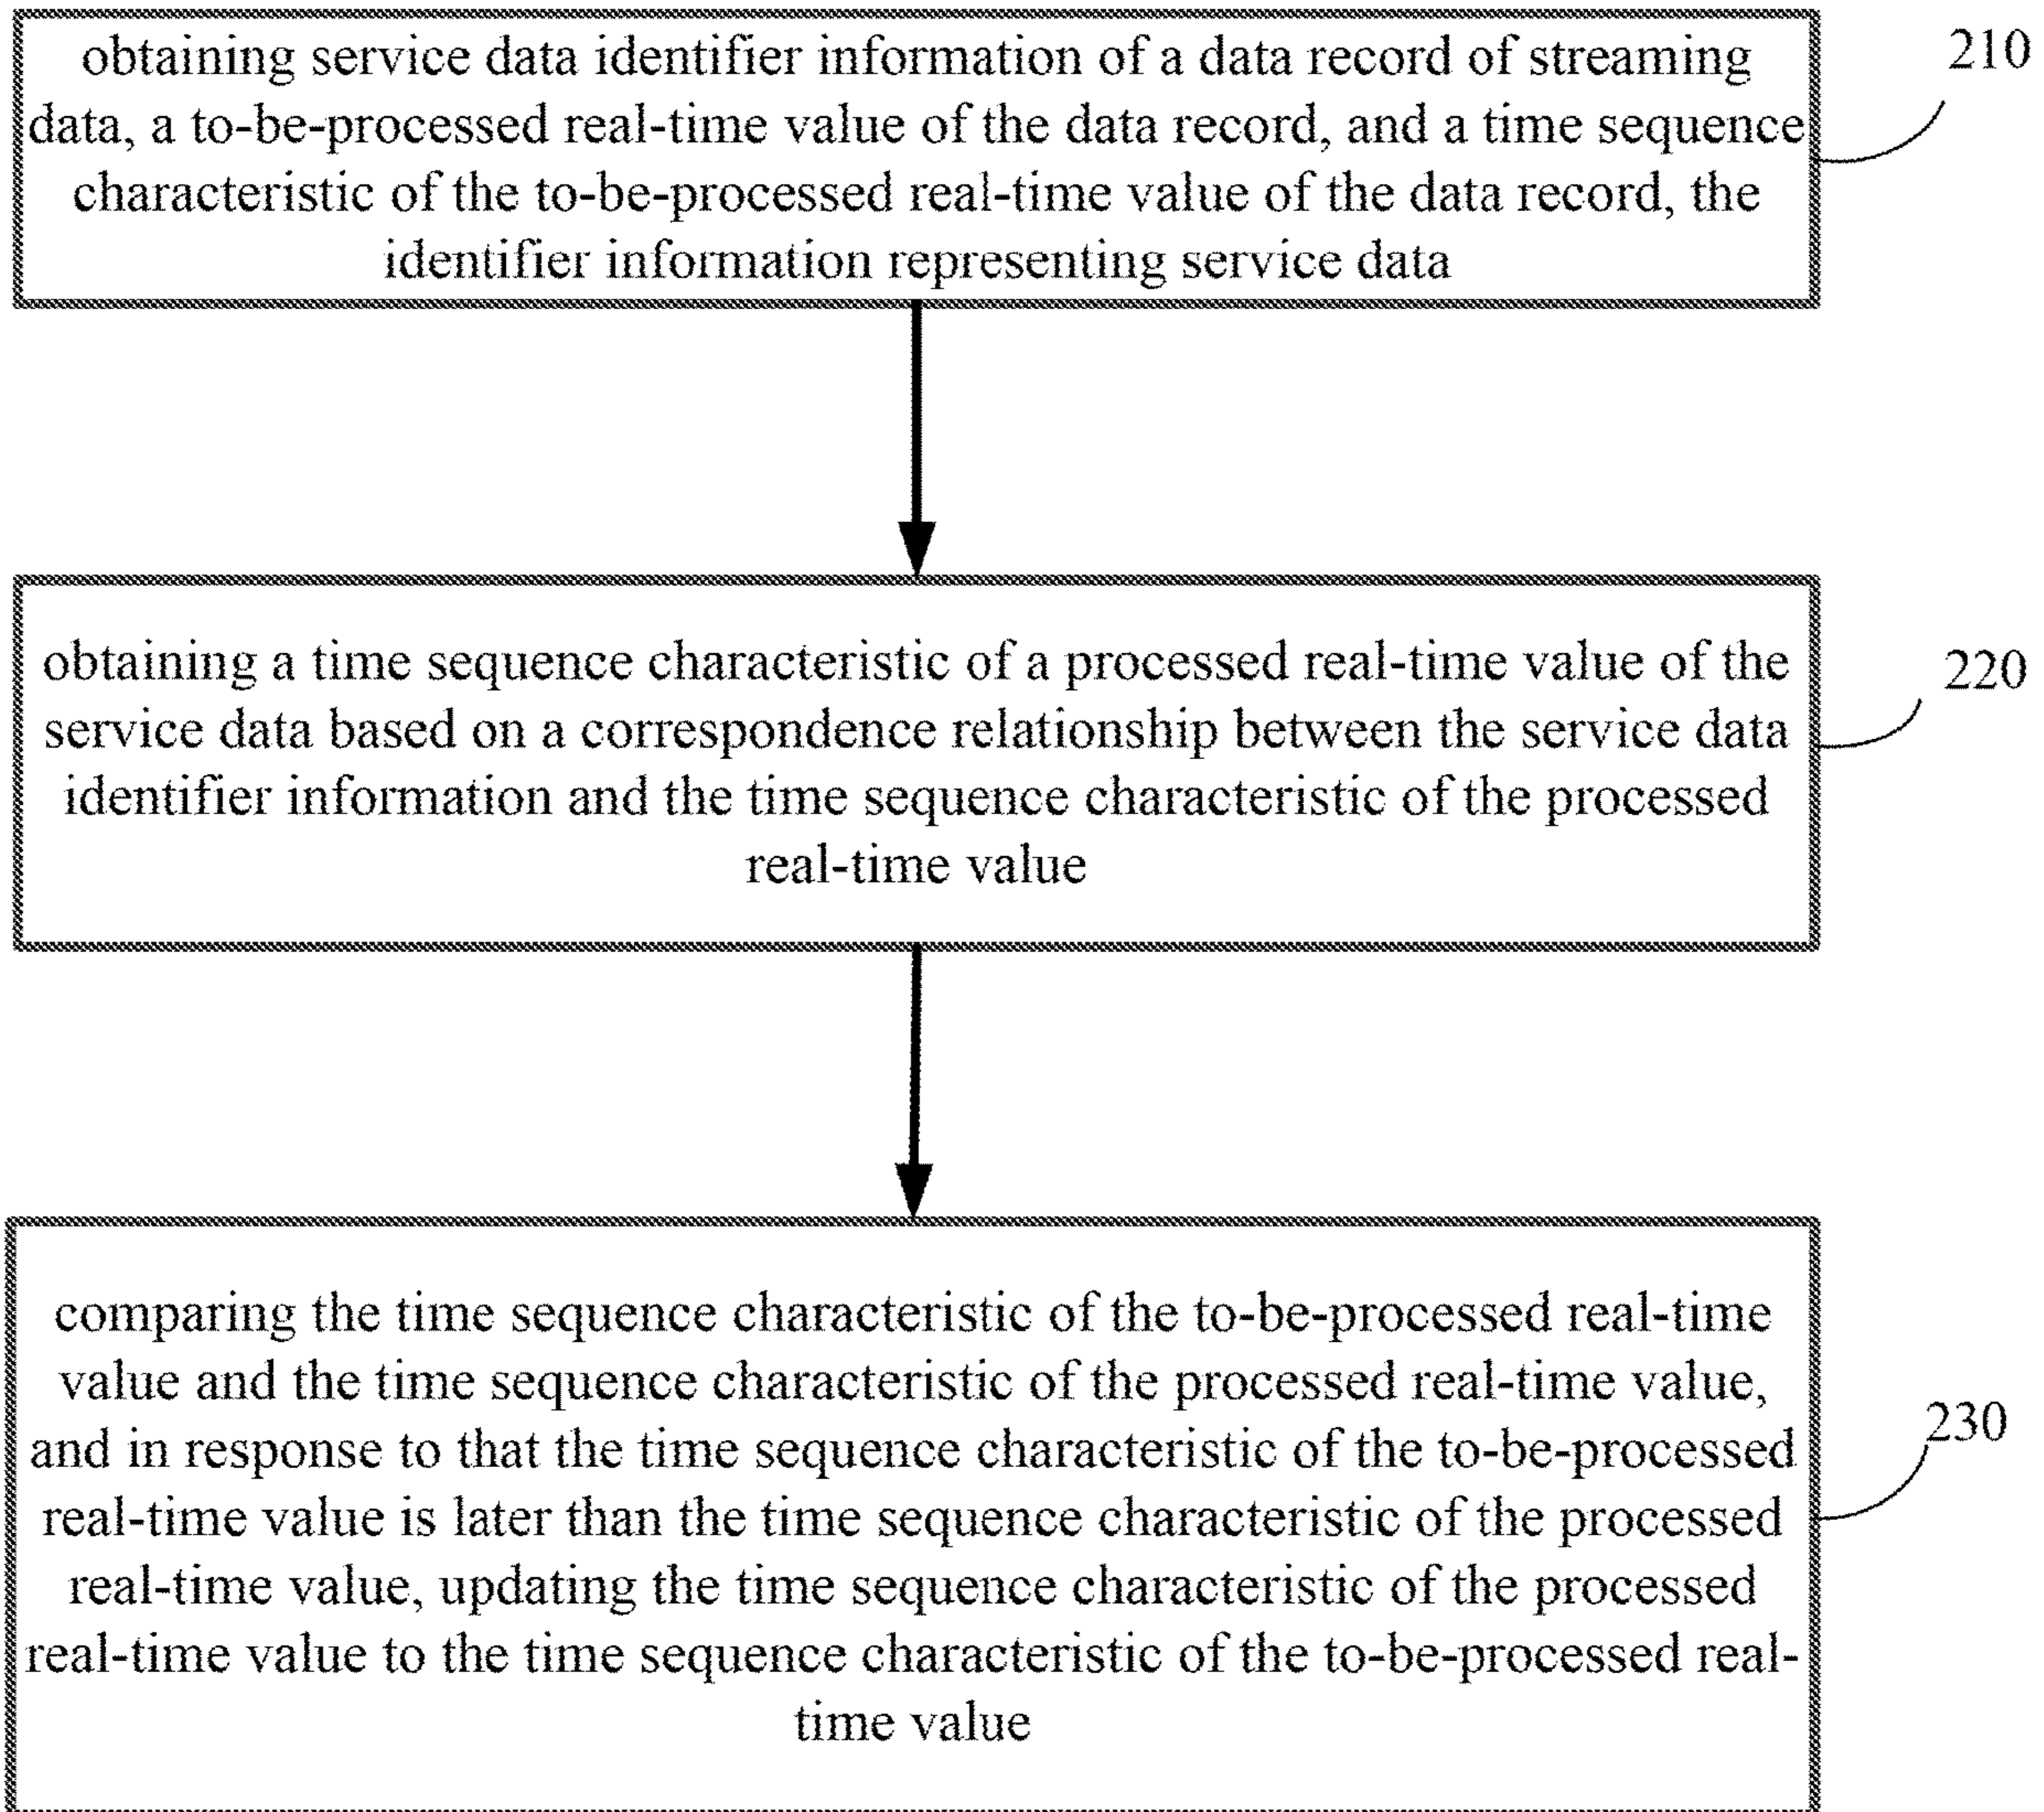 obtaining service data identifier information of a data record of streaming
data, a to-be-processed real-time value of the data record, and a time sequence
characteristic of the to-be-processed real-time value of the data record, the
identifier information representing service data
210
obtaining a time sequence characteristic of a processed real-time value of the
service data based on a correspondence relationship between the service data
identifier information and the time sequence characteristic of the processed
real-time value
220
comparing the time sequence characteristic of the to-be-processed real-time
value and the time sequence characteristic of the processed real-time value,
and in response to that the time sequence characteristic of the to-be-processed
real-time value is later than the time sequence characteristic of the processed
real-time value, updating the time sequence characteristic of the processed
real-time value to the time sequence characteristic of the to-be-processed real-
time value
230